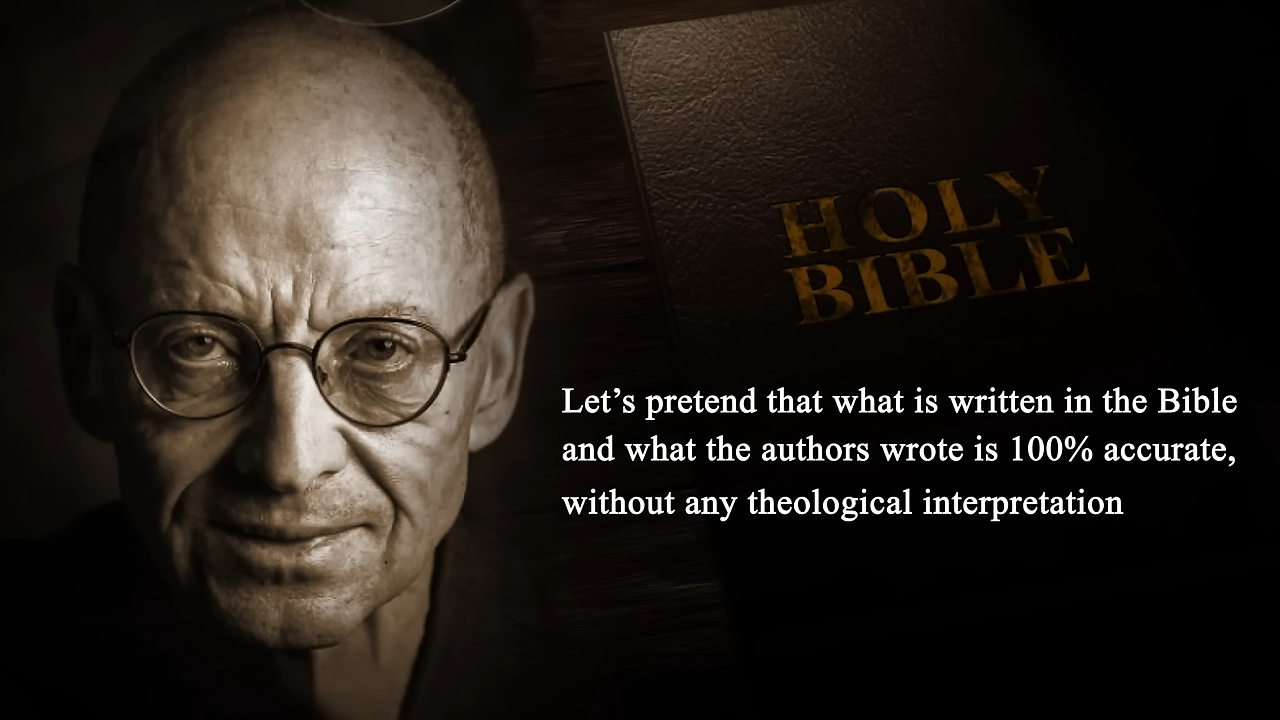 HOLY
BIBLE
Let’s pretend that what is written in the Bible
and what the authors wrote is 100% accurate,
without any theological interpretation